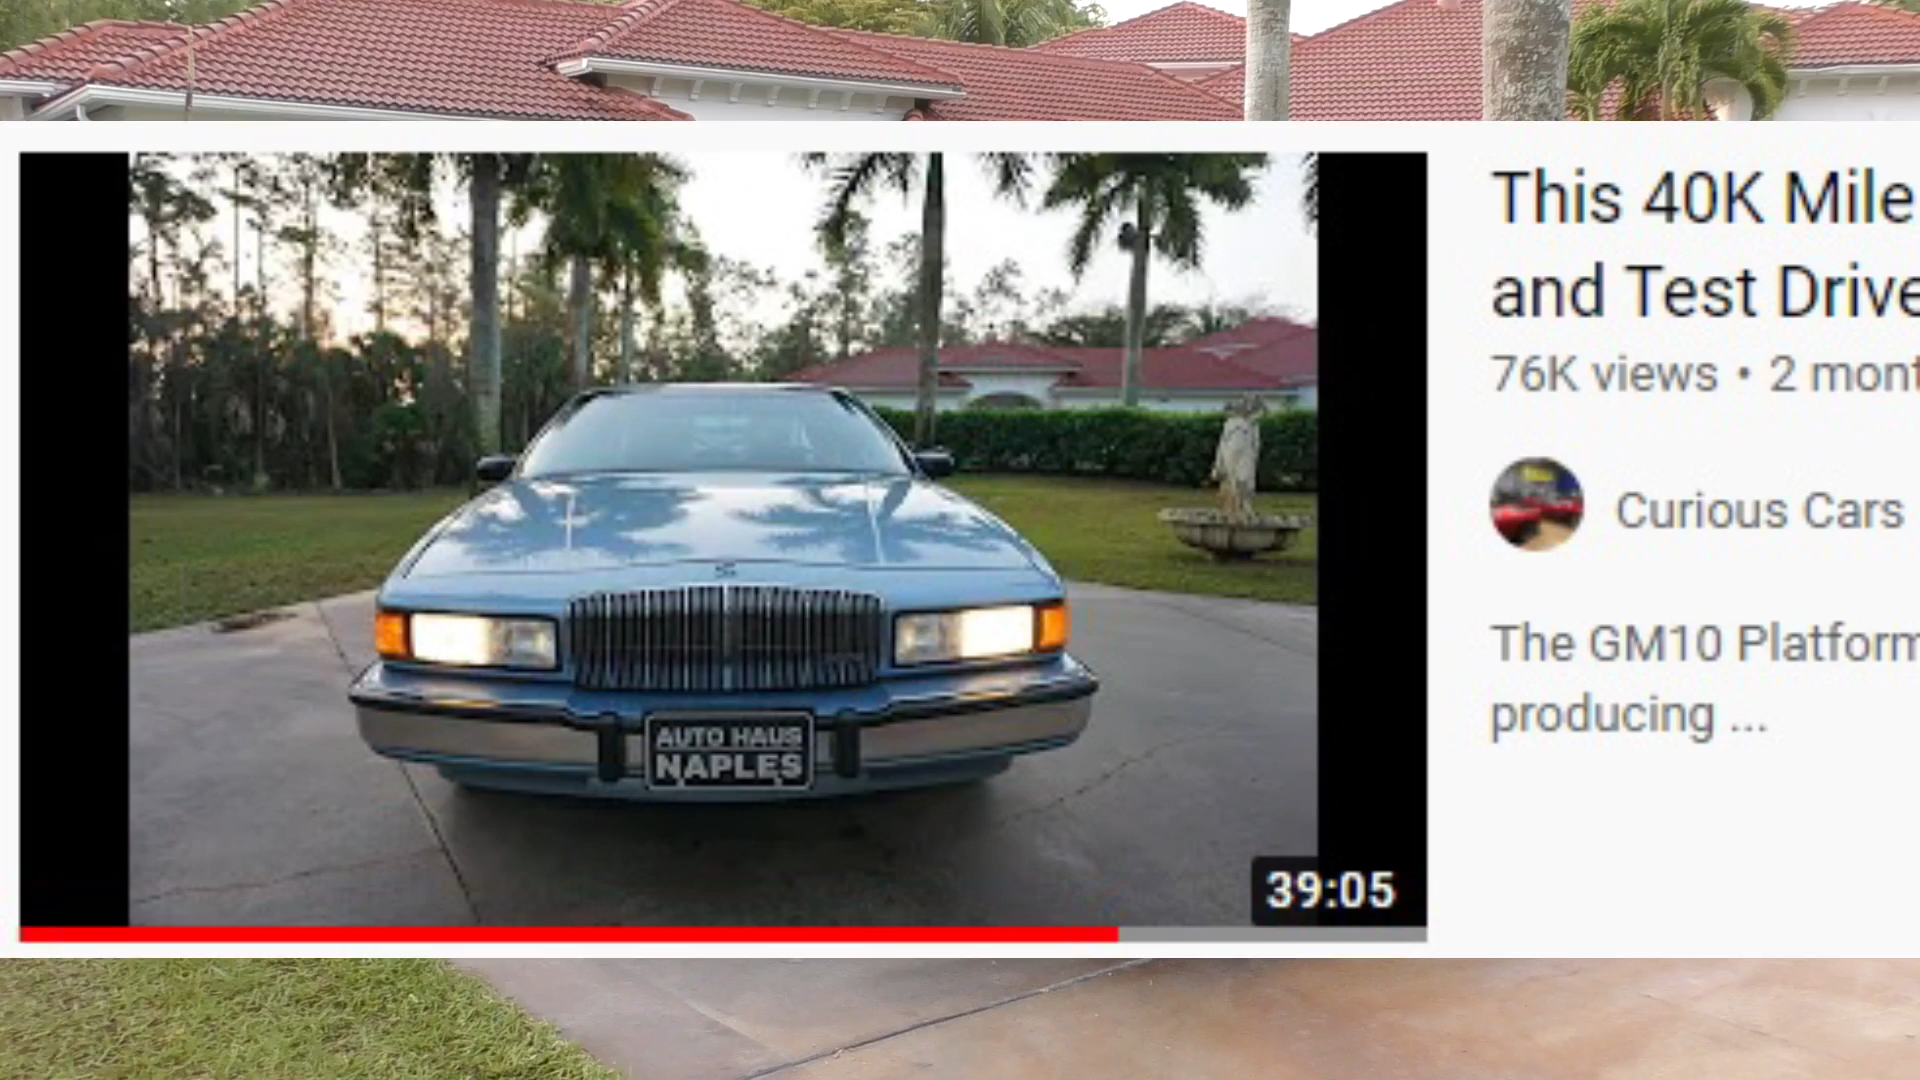 This 40K Mile
and Test Drive
76K views • 2 mont
Curious Cars
The GM10 Platform
producing ...
AUTO HAUS
NAPLES
39:05